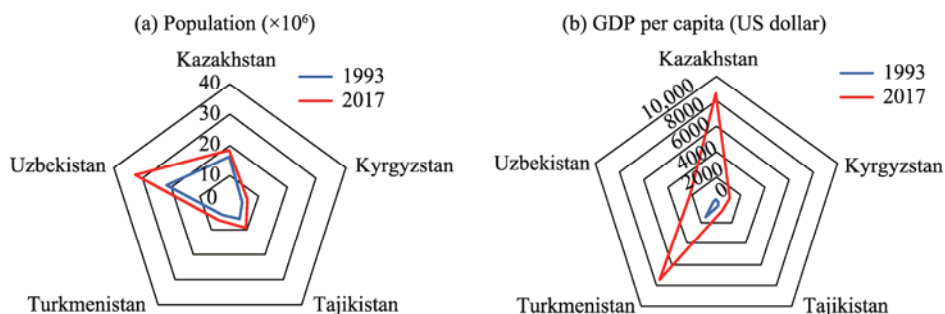 (a) Population (×10⁶)
Kazakhstan
40
30
20
10
0
1993
2017
Uzbekistan
Kyrgyzstan
Turkmenistan
Tajikistan
(b) GDP per capita (US dollar)
Kazakhstan
10,000
8000
6000
4000
2000
0
1993
2017
Uzbekistan
Kyrgyzstan
Turkmenistan
Tajikistan